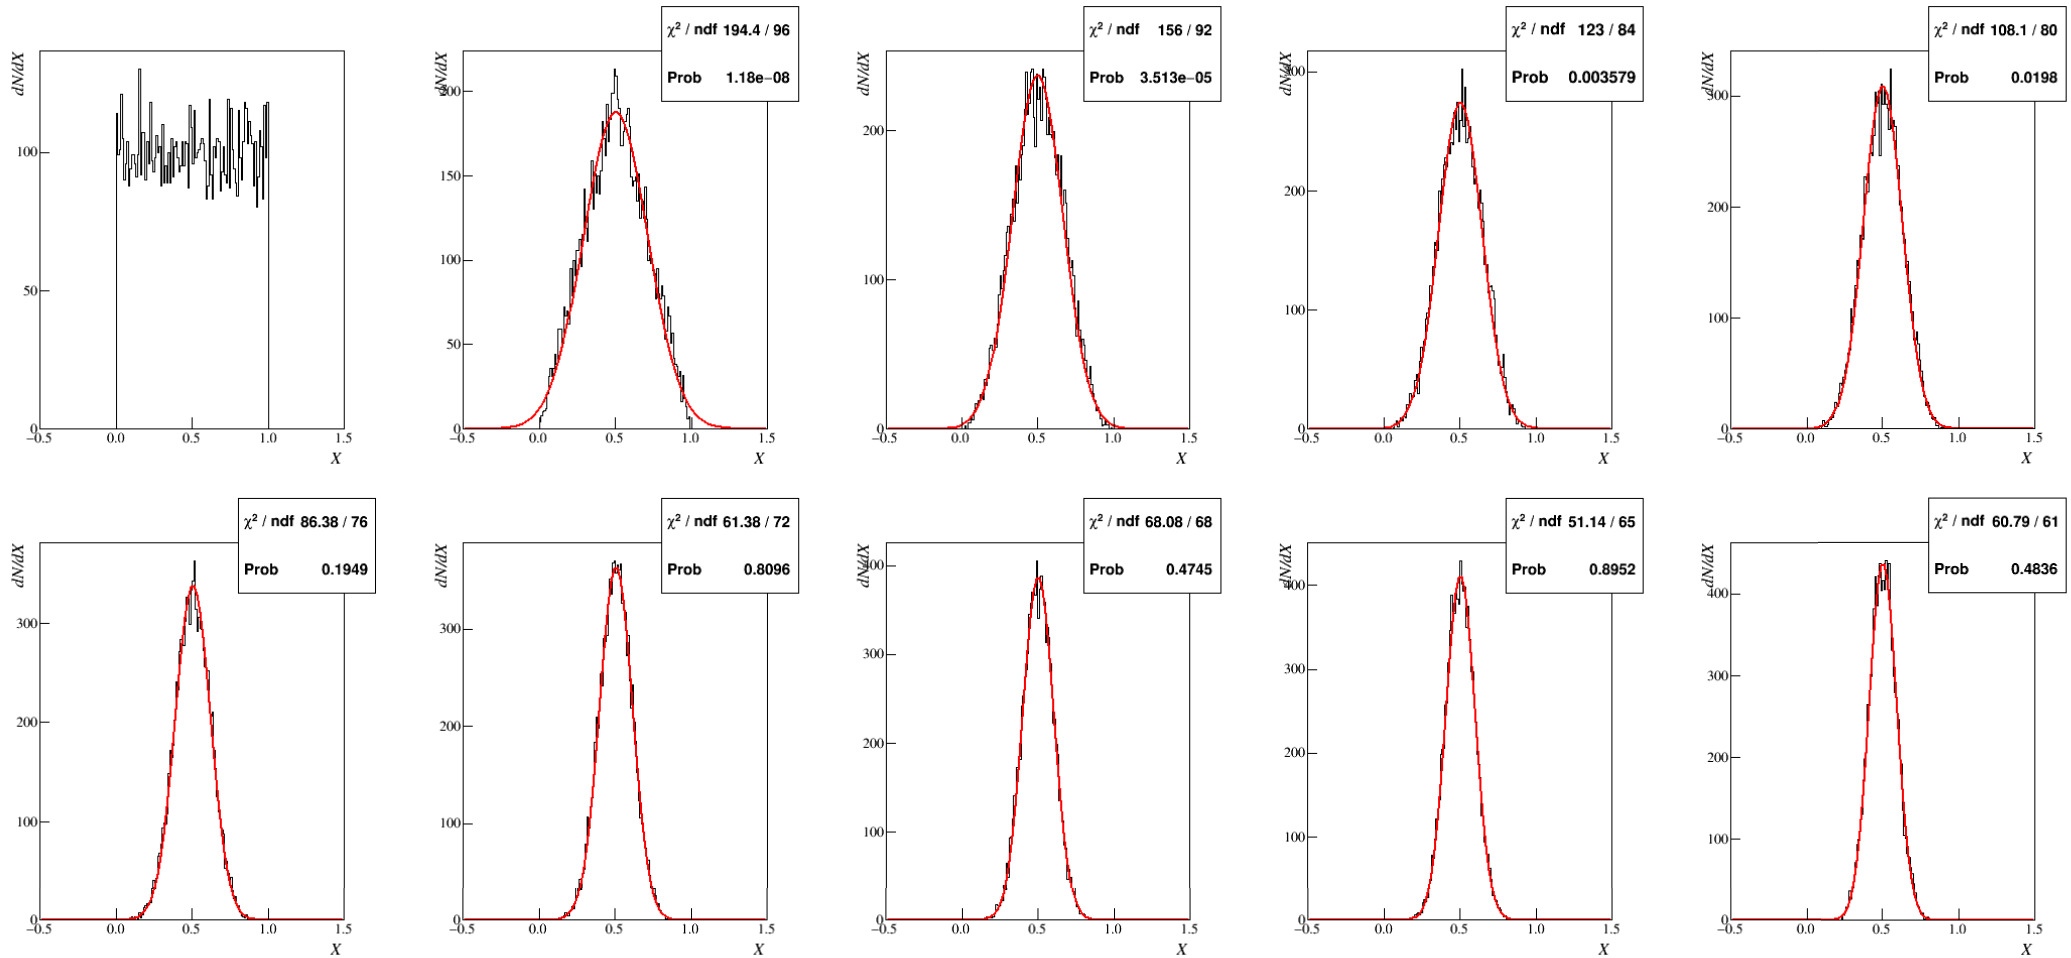 dN/dX
100
50
0
−0.5 0.0 0.5 1.0 1.5
X
χ² / ndf 194.4 / 96
Prob 1.18e−08
dN/dX
200
150
100
50
0
−0.5 0.0 0.5 1.0 1.5
X
χ² / ndf 156 / 92
Prob 3.513e−05
dN/dX
200
100
0
−0.5 0.0 0.5 1.0 1.5
X
χ² / ndf 123 / 84
Prob 0.003579
dN/dX
300
200
100
0
−0.5 0.0 0.5 1.0 1.5
X
χ² / ndf 108.1 / 80
Prob 0.0198
dN/dX
300
200
100
0
−0.5 0.0 0.5 1.0 1.5
X
χ² / ndf 86.38 / 76
Prob 0.1949
dN/dX
300
200
100
0
−0.5 0.0 0.5 1.0 1.5
X
χ² / ndf 61.38 / 72
Prob 0.8096
dN/dX
300
200
100
0
−0.5 0.0 0.5 1.0 1.5
X
χ² / ndf 68.08 / 68
Prob 0.4745
dN/dX
400
300
200
100
0
−0.5 0.0 0.5 1.0 1.5
X
χ² / ndf 51.14 / 65
Prob 0.8952
dN/dX
400
300
200
100
0
−0.5 0.0 0.5 1.0 1.5
X
χ² / ndf 60.79 / 61
Prob 0.4836
dN/dX
400
300
200
100
0
−0.5 0.0 0.5 1.0 1.5
X